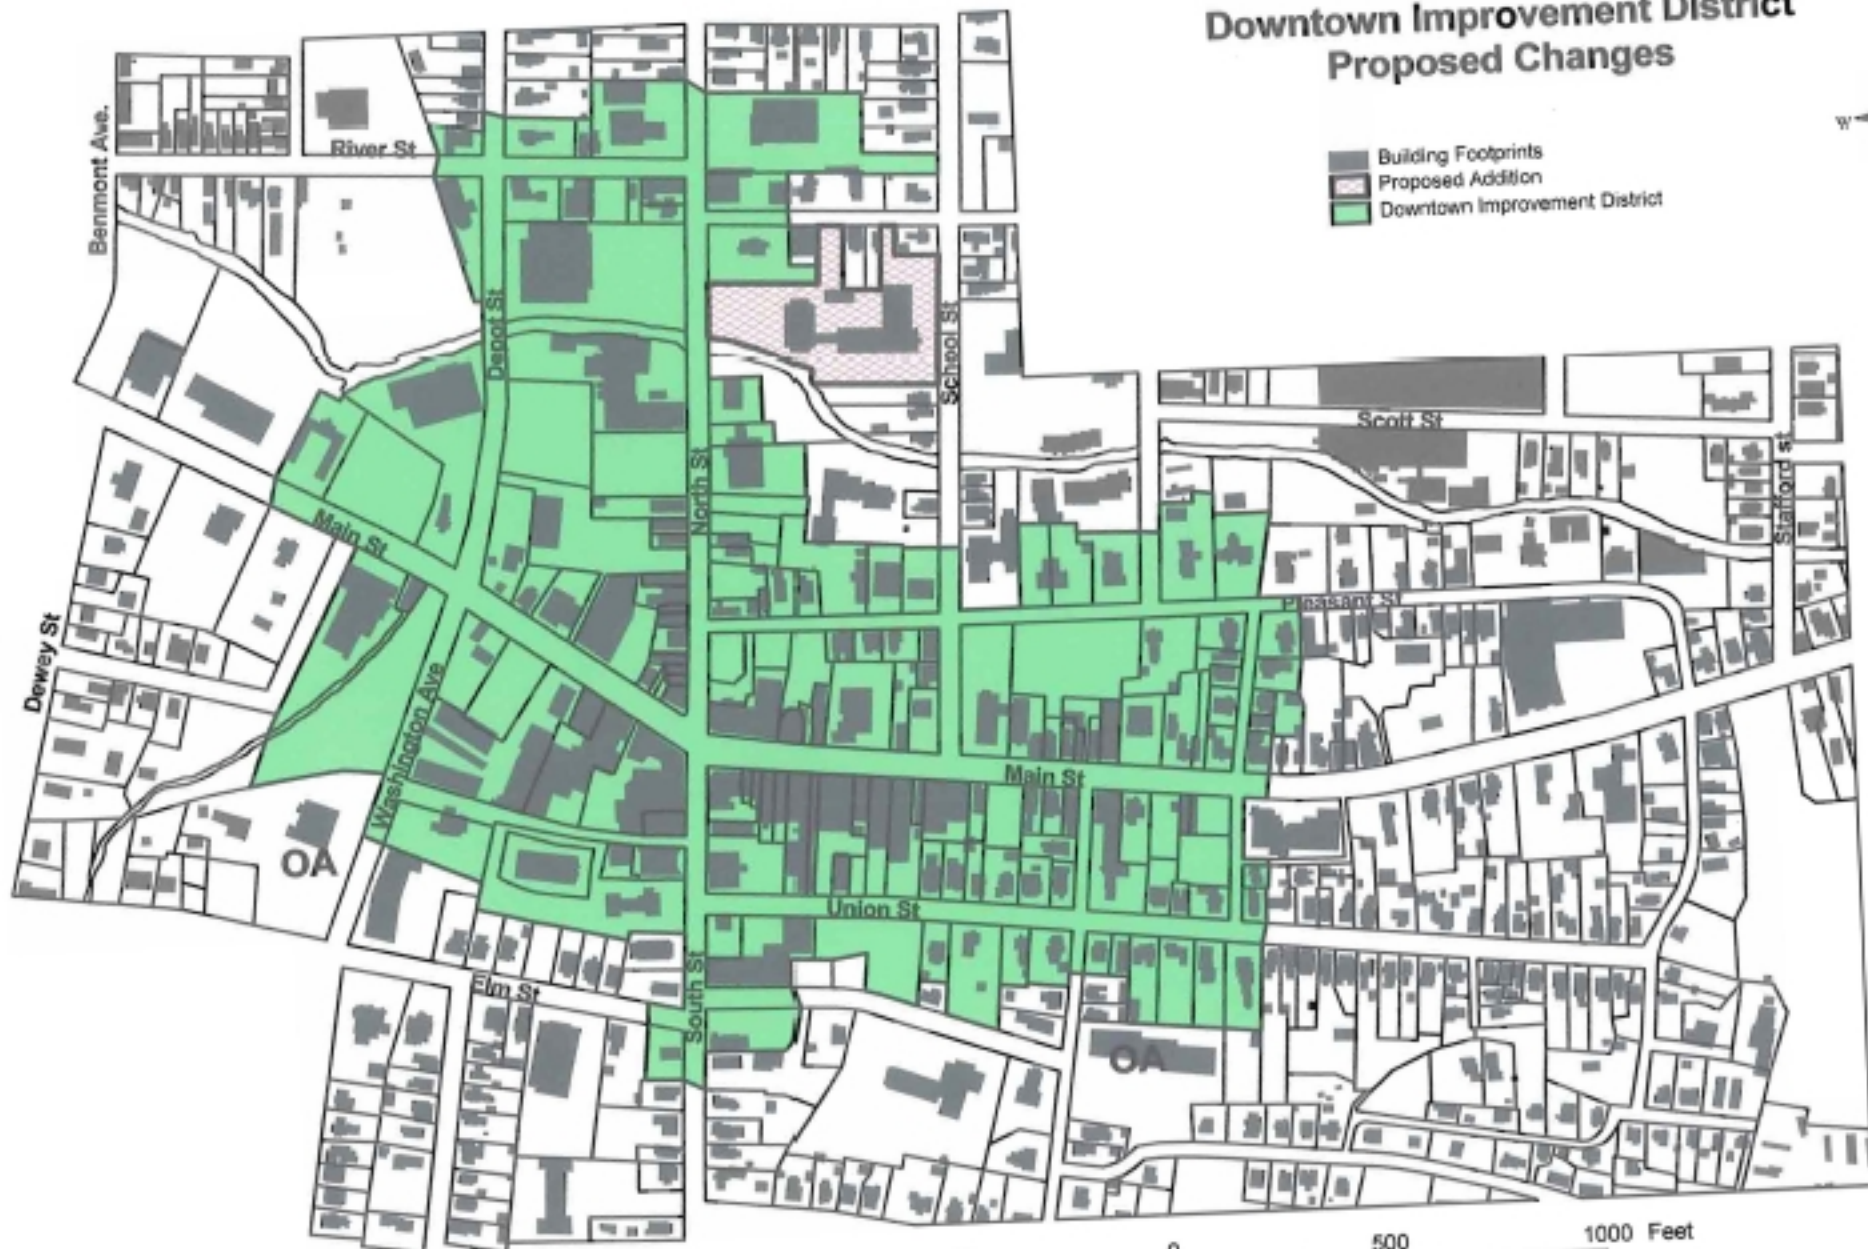 Downtown Improvement District
Proposed Changes
W
Building Footprints
Proposed Addition
Downtown Improvement District
Benmont Ave.
River St
Depot St
School St
Scott St
North St
Stafford st
Main St
Pleasant St
Dewey St
Washington Ave
Main St
OA
Union St
South St
Elm St
OA
0 500 1000 Feet